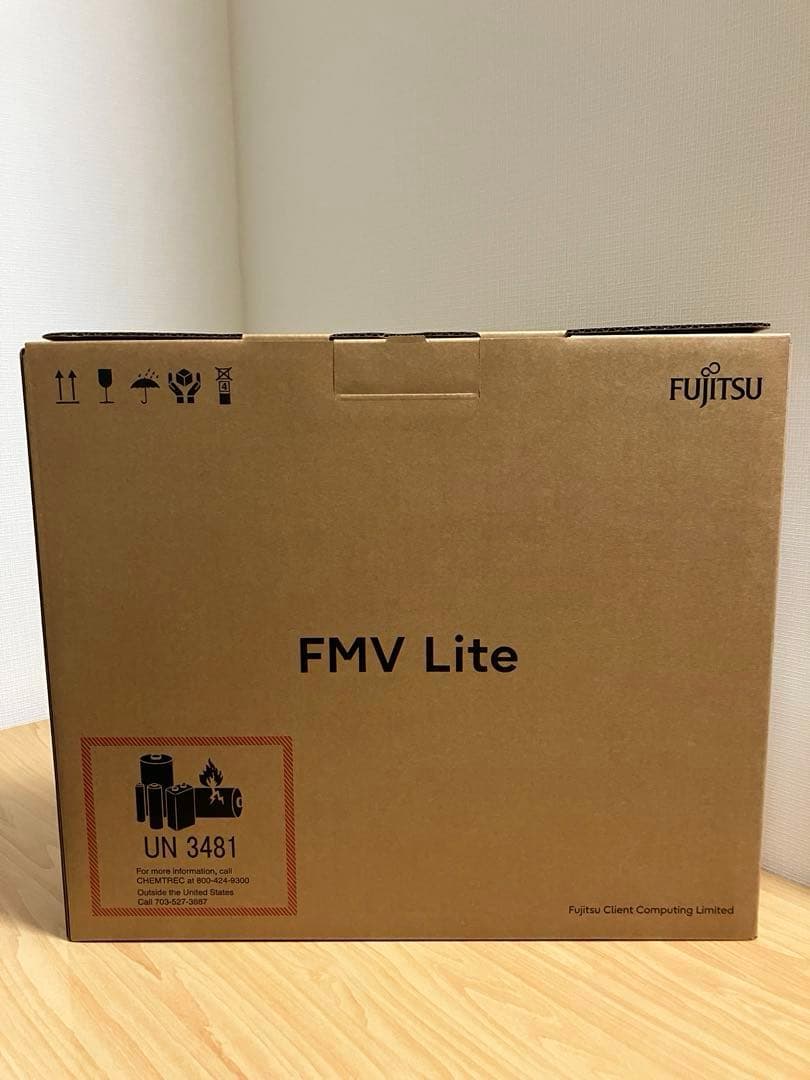 4
FUJITSU
FMV Lite
UN 3481
For more information, call
CHEMTREC at 800-424-9300
Outside the United States
Call 703-527-3887
Fujitsu Client Computing Limited